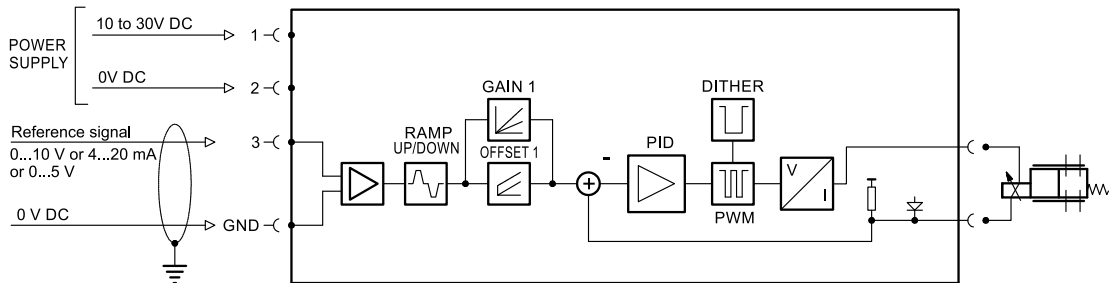 POWER
SUPPLY
10 to 30V DC
1
0V DC
2
Reference signal
0...10 V or 4...20 mA
or 0...5 V
3
0 V DC
GND
RAMP
UP/DOWN
GAIN 1
OFFSET 1
-
+
PID
DITHER
PWM
V
I